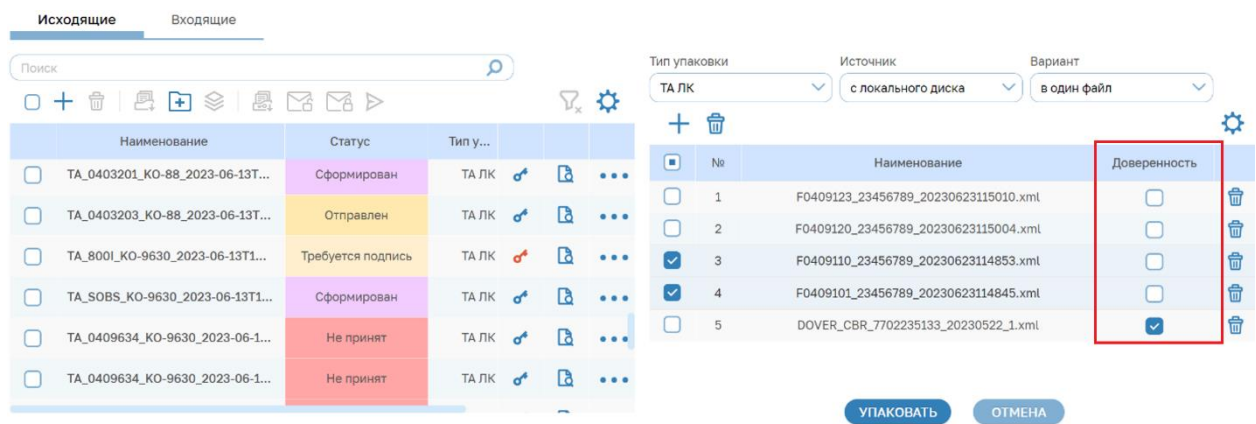 Исходящие Входящие
Поиск
Наименование Статус Тип у...
TA_0403201_KO-88_2023-06-13T... Сформирован ТА ЛК
TA_0403203_KO-88_2023-06-13T... Отправлен ТА ЛК
TA_800I_KO-9630_2023-06-13T1... Требуется подпись ТА ЛК
TA_SOBS_KO-9630_2023-06-13T1... Сформирован ТА ЛК
TA_0409634_KO-9630_2023-06-1... Не принят ТА ЛК
TA_0409634_KO-9630_2023-06-1... Не принят ТА ЛК
Тип упаковки Источник Вариант
ТА ЛК с локального диска в один файл
№ Наименование Доверенность
1 F0409123_23456789_20230623115010.xml
2 F0409120_23456789_20230623115004.xml
3 F0409110_23456789_20230623114853.xml
4 F0409101_23456789_20230623114845.xml
5 DOVER_CBR_7702235133_20230522_1.xml
УПАКОВАТЬ ОТМЕНА